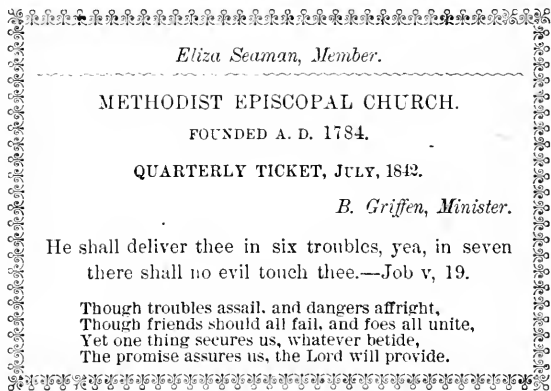 Eliza Seaman, Member.
METHODIST EPISCOPAL CHURCH.
FOUNDED A. D. 1784.
QUARTERLY TICKET, JULY, 1842.
B. Griffen, Minister.
He shall deliver thee in six troubles, yea, in seven
there shall no evil touch thee.—Job v, 19.
Though troubles assail, and dangers affright,
Though friends should all fail, and foes all unite,
Yet one thing secures us, whatever betide,
The promise assures us, the Lord will provide.